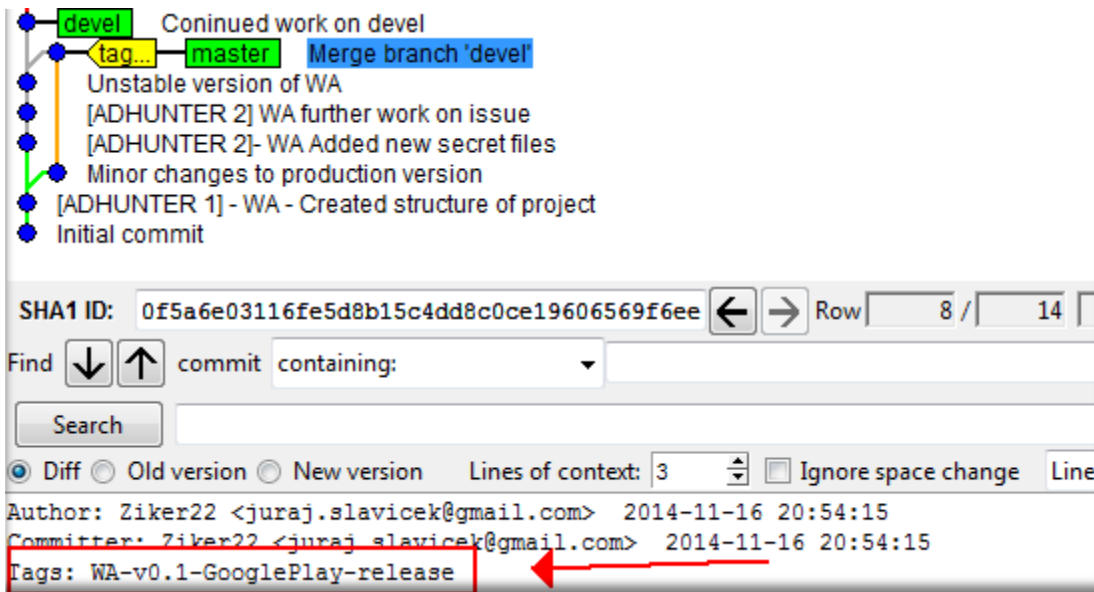 devel Coninued work on devel
tag... master Merge branch 'devel'
Unstable version of WA
[ADHUNTER 2] WA further work on issue
[ADHUNTER 2]- WA Added new secret files
Minor changes to production version
[ADHUNTER 1] - WA - Created structure of project
Initial commit
SHA1 ID: 0f5a6e03116fe5d8b15c4dd8c0ce19606569f6ee Row 8 / 14
Find commit containing:
Search
Diff Old version New version Lines of context: 3 Ignore space change Line
Author: Ziker22 <juraj.slavicek@gmail.com> 2014-11-16 20:54:15
Committer: Ziker22 <juraj.slavicek@gmail.com> 2014-11-16 20:54:15
Tags: WA-v0.1-GooglePlay-release